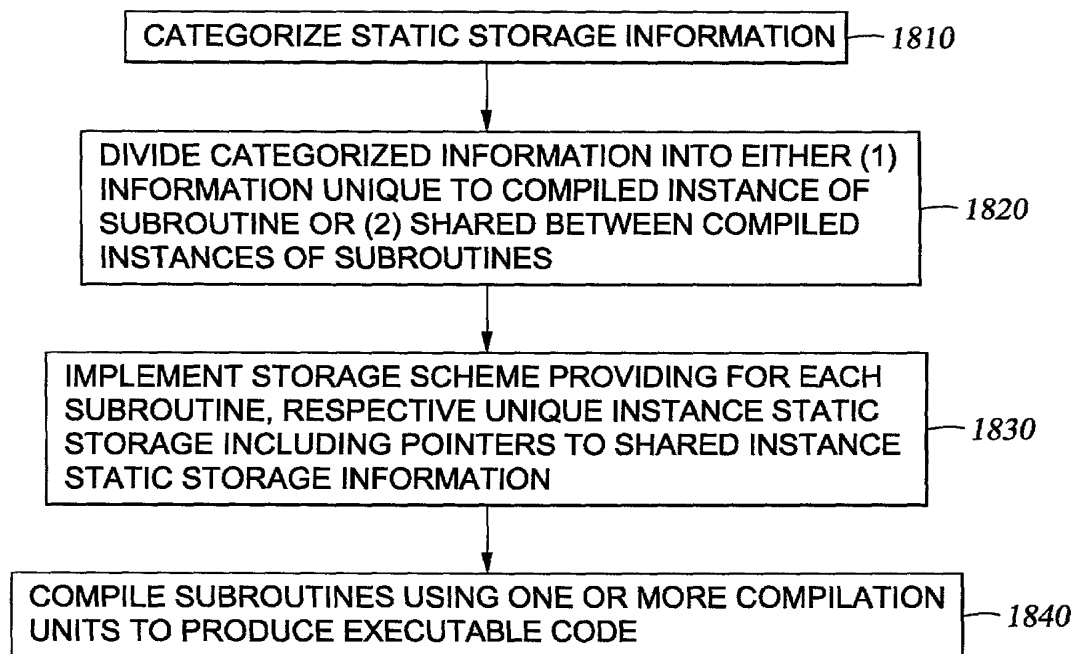 CATEGORIZE STATIC STORAGE INFORMATION 1810
DIVIDE CATEGORIZED INFORMATION INTO EITHER (1)
INFORMATION UNIQUE TO COMPILED INSTANCE OF
SUBROUTINE OR (2) SHARED BETWEEN COMPILED
INSTANCES OF SUBROUTINES
1820
IMPLEMENT STORAGE SCHEME PROVIDING FOR EACH
SUBROUTINE, RESPECTIVE UNIQUE INSTANCE STATIC
STORAGE INCLUDING POINTERS TO SHARED INSTANCE
STATIC STORAGE INFORMATION
1830
COMPILE SUBROUTINES USING ONE OR MORE COMPILATION
UNITS TO PRODUCE EXECUTABLE CODE
1840